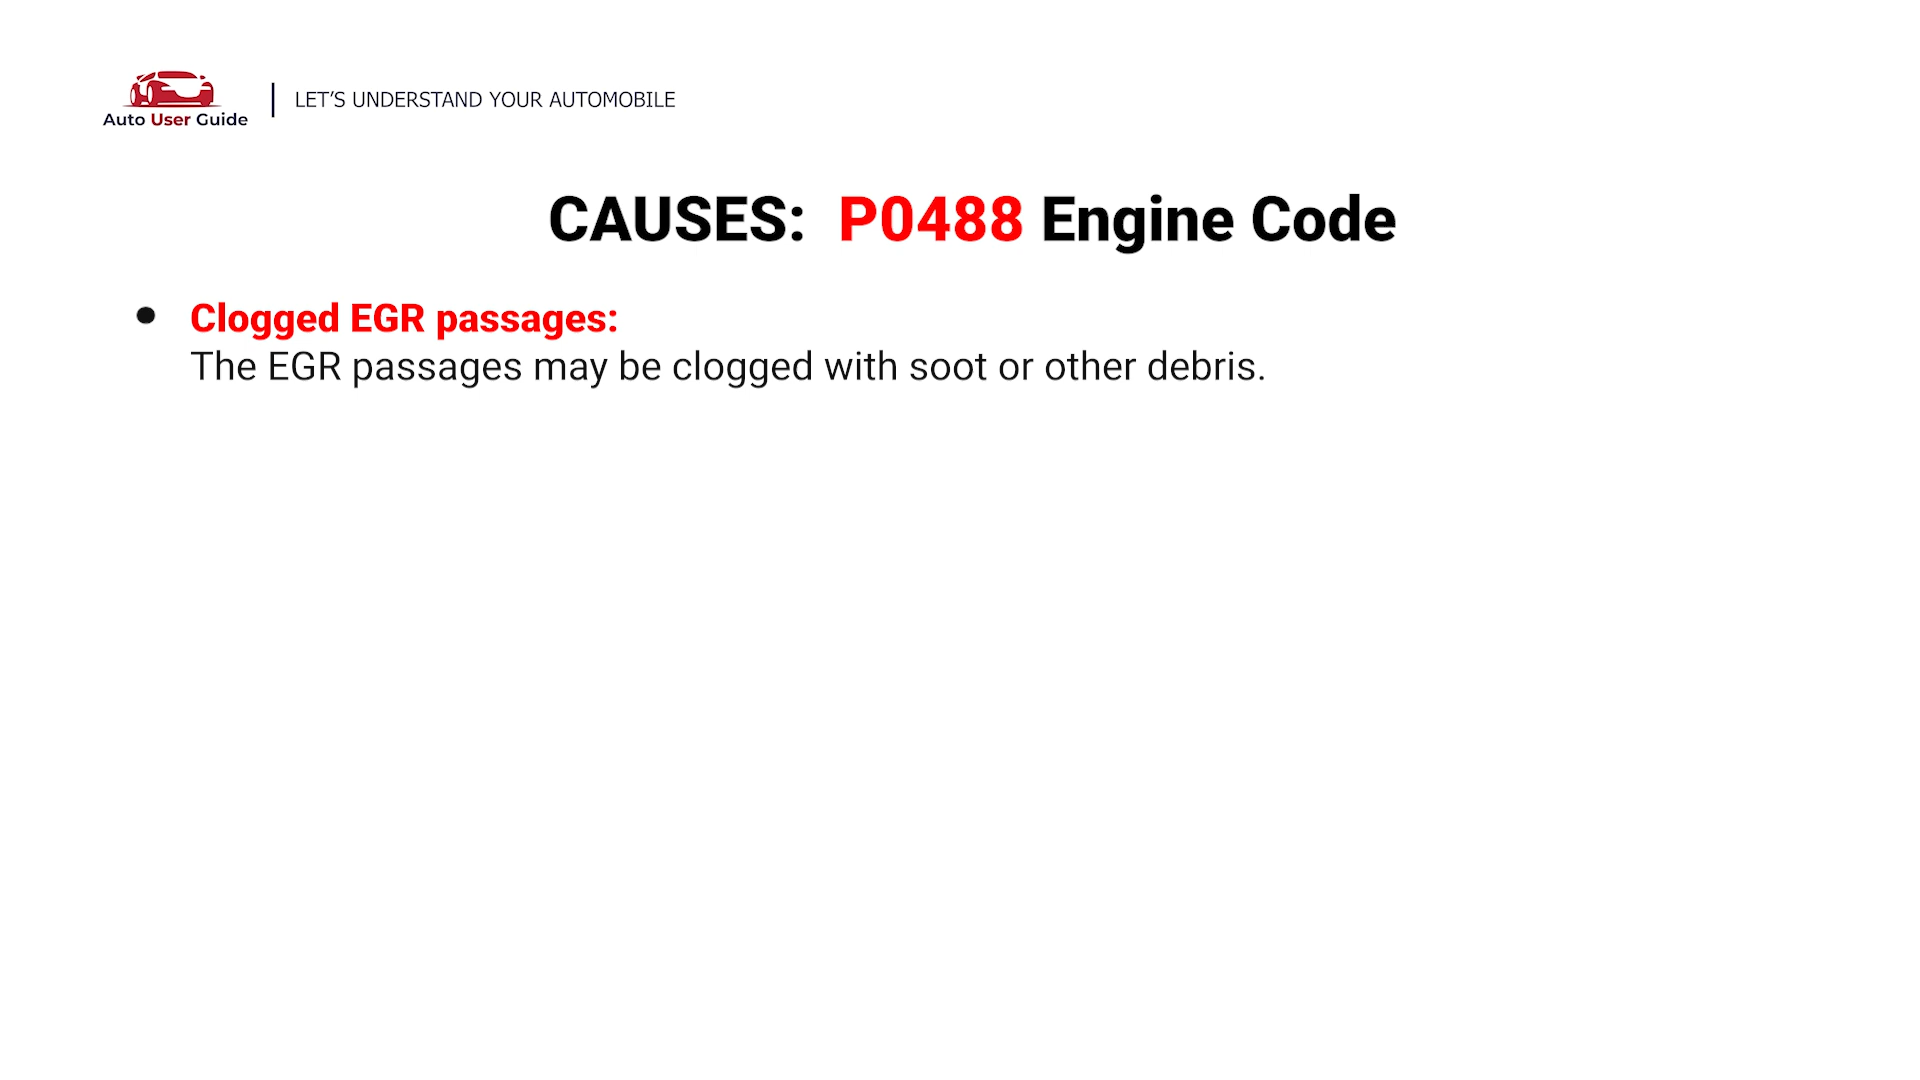 Auto User Guide
LET'S UNDERSTAND YOUR AUTOMOBILE
CAUSES: P0488 Engine Code
• Clogged EGR passages:
The EGR passages may be clogged with soot or other debris.